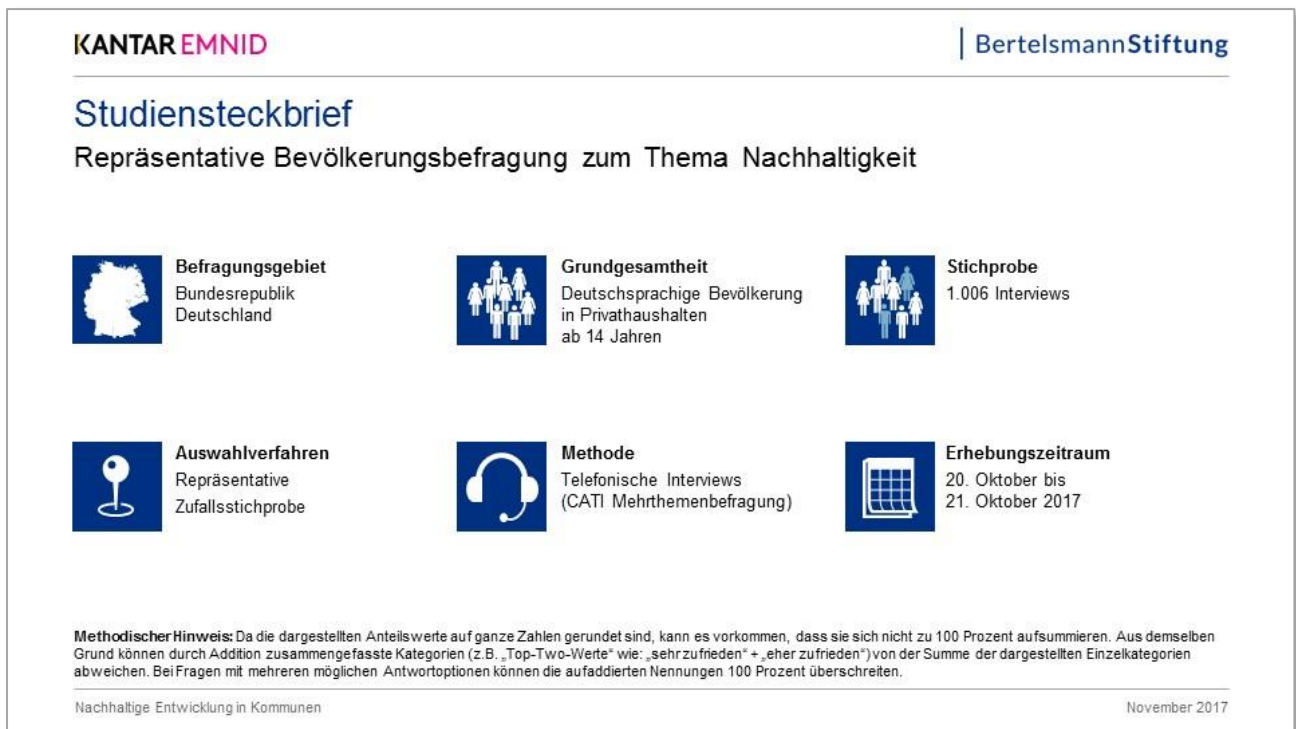 KANTAR EMNID
BertelsmannStiftung
Studiensteckbrief
Repräsentative Bevölkerungsbefragung zum Thema Nachhaltigkeit
Befragungsgebiet
Bundesrepublik
Deutschland
Grundgesamtheit
Deutschsprachige Bevölkerung
in Privathaushalten
ab 14 Jahren
Stichprobe
1.006 Interviews
Auswahlverfahren
Repräsentative
Zufallsstichprobe
Methode
Telefonische Interviews
(CATI Mehrthemenbefragung)
Erhebungszeitraum
20. Oktober bis
21. Oktober 2017
Methodischer Hinweis: Da die dargestellten Anteilswerte auf ganze Zahlen gerundet sind, kann es vorkommen, dass sie sich nicht zu 100 Prozent aufsummieren. Aus demselben
Grund können durch Addition zusammengefasste Kategorien (z.B. „Top-Two-Werte“ wie: „sehr zufrieden“ + „eher zufrieden“) von der Summe der dargestellten Einzelkategorien
abweichen. Bei Fragen mit mehreren möglichen Antwortoptionen können die aufaddierten Nennungen 100 Prozent überschreiten.
Nachhaltige Entwicklung in Kommunen
November 2017